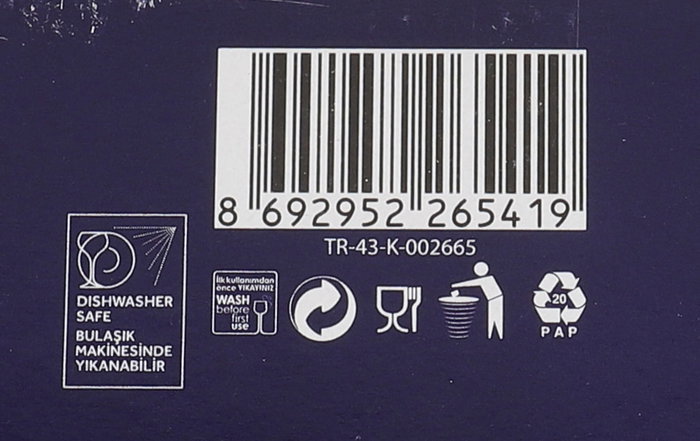 8 692952 265419
TR-43-K-002665
DISHWASHER
SAFE
BULAŞIK
MAKİNESİNDE
YIKANABİLİR
İlk kullanımdan
önce YIKAYINIZ
WASH
before
first
use
20
PAP